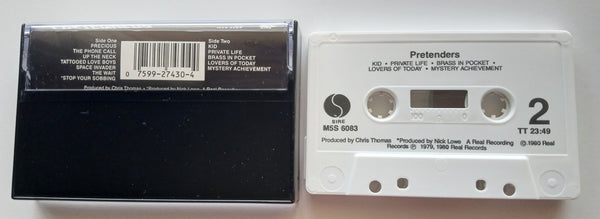 Side One
PRECIOUS
THE PHONE CALL
UP THE NECK
TATTOOED LOVE BOYS
SPACE INVADER
THE WAIT
*STOP YOUR SOBBING
0 7599-27430-4
Side Two
KID
PRIVATE LIFE
BRASS IN POCKET
LOVERS OF TODAY
MYSTERY ACHIEVEMENT
Produced by Chris Thomas • *Produced by Nick Lowe A Real
Pretenders
KID • PRIVATE LIFE • BRASS IN POCKET •
LOVERS OF TODAY • MYSTERY ACHIEVEMENT
S
SIRE
M5S 6083
100
50
0
2
TT 23:49
Produced by Chris Thomas *Produced by Nick Lowe A Real Recording
Records ℗ 1979, 1980 Real Records ©1980 Real